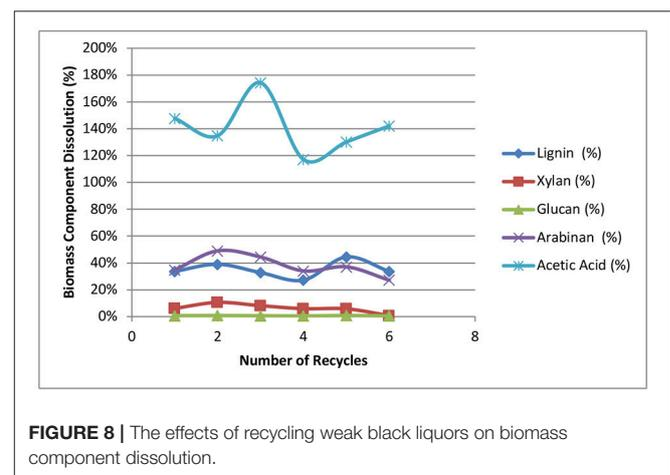 200%
180%
160%
140%
120%
100%
80%
60%
40%
20%
0%
Biomass Component Dissolution (%)
0 2 4 6 8
Number of Recycles
Lignin (%)
Xylan (%)
Glucan (%)
Arabinan (%)
Acetic Acid (%)
FIGURE 8 | The effects of recycling weak black liquors on biomass
component dissolution.